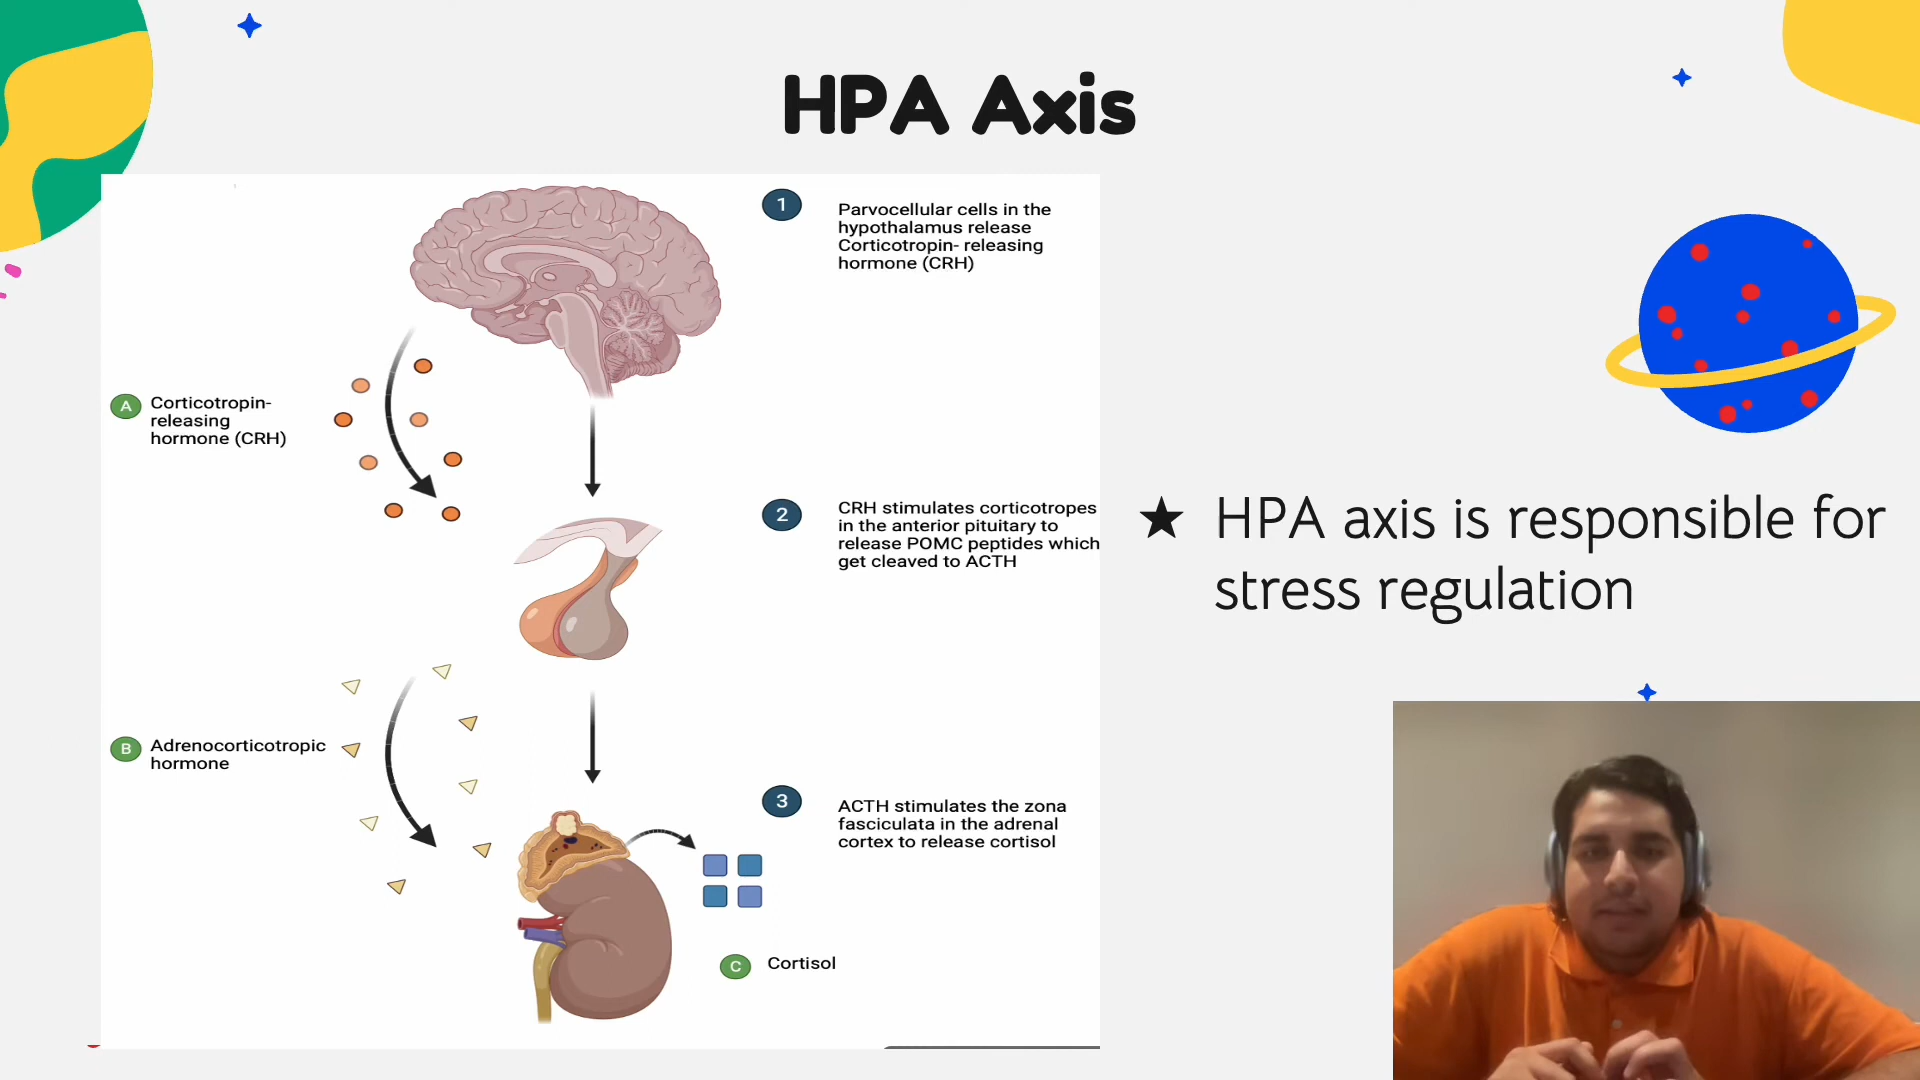 HPA Axis
1
Parvocellular cells in the
hypothalamus release
Corticotropin- releasing
hormone (CRH)
A
Corticotropin-
releasing
hormone (CRH)
2
CRH stimulates corticotropes
in the anterior pituitary to
release POMC peptides which
get cleaved to ACTH
★ HPA axis is responsible for
stress regulation
B
Adrenocorticotropic
hormone
3
ACTH stimulates the zona
fasciculata in the adrenal
cortex to release cortisol
C
Cortisol